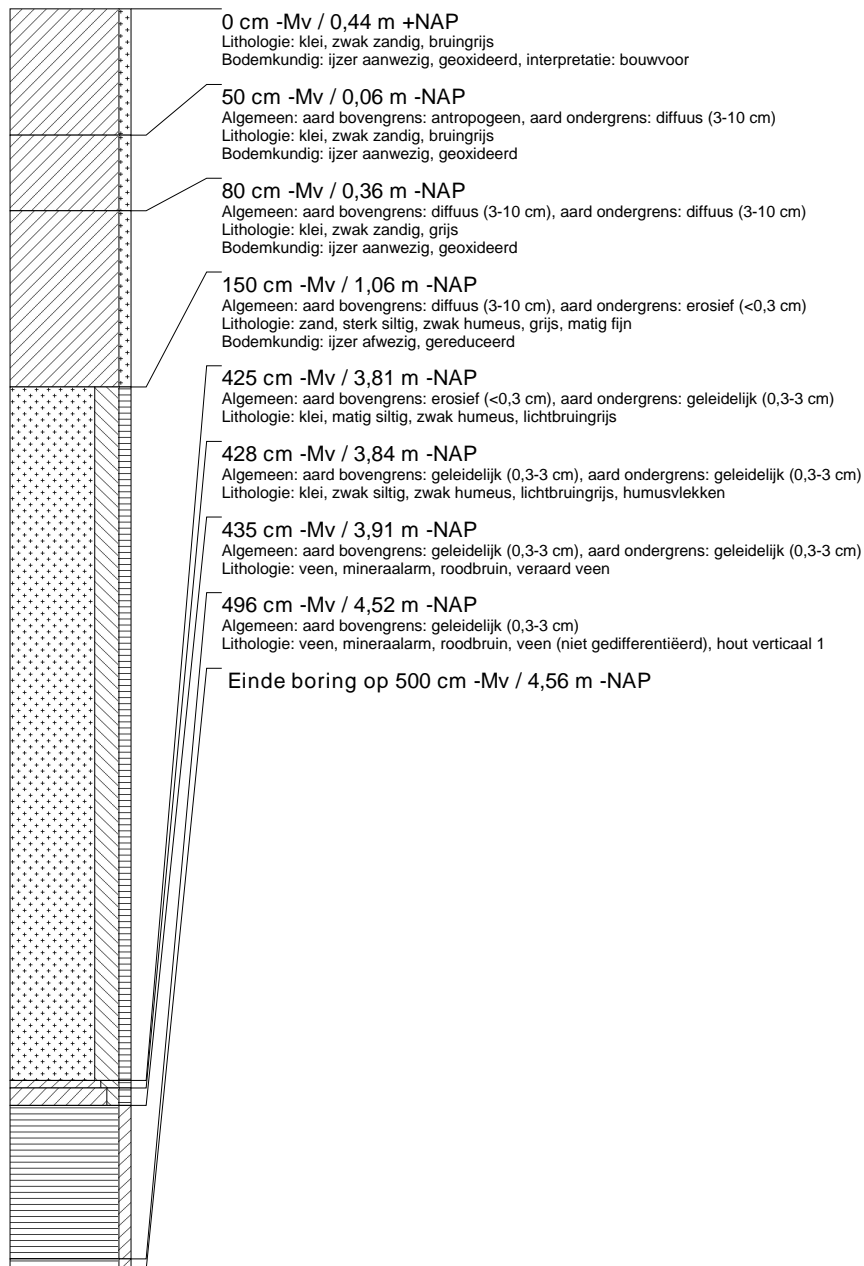 0 cm -Mv / 0,44 m +NAP
Lithologie: klei, zwak zandig, bruingrijs
Bodemkundig: ijzer aanwezig, geoxideerd, interpretatie: bouwvoor
50 cm -Mv / 0,06 m -NAP
Algemeen: aard bovengrens: antropogeen, aard ondergrens: diffuus (3-10 cm)
Lithologie: klei, zwak zandig, bruingrijs
Bodemkundig: ijzer aanwezig, geoxideerd
80 cm -Mv / 0,36 m -NAP
Algemeen: aard bovengrens: diffuus (3-10 cm), aard ondergrens: diffuus (3-10 cm)
Lithologie: klei, zwak zandig, grijs
Bodemkundig: ijzer aanwezig, geoxideerd
150 cm -Mv / 1,06 m -NAP
Algemeen: aard bovengrens: diffuus (3-10 cm), aard ondergrens: erosief (<0,3 cm)
Lithologie: zand, sterk siltig, zwak humeus, grijs, matig fijn
Bodemkundig: ijzer afwezig, gereduceerd
425 cm -Mv / 3,81 m -NAP
Algemeen: aard bovengrens: erosief (<0,3 cm), aard ondergrens: geleidelijk (0,3-3 cm)
Lithologie: klei, matig siltig, zwak humeus, lichtbruingrijs
428 cm -Mv / 3,84 m -NAP
Algemeen: aard bovengrens: geleidelijk (0,3-3 cm), aard ondergrens: geleidelijk (0,3-3 cm)
Lithologie: klei, zwak siltig, zwak humeus, lichtbruingrijs, humusvlekken
435 cm -Mv / 3,91 m -NAP
Algemeen: aard bovengrens: geleidelijk (0,3-3 cm), aard ondergrens: geleidelijk (0,3-3 cm)
Lithologie: veen, mineraalarm, roodbruin, veraard veen
496 cm -Mv / 4,52 m -NAP
Algemeen: aard bovengrens: geleidelijk (0,3-3 cm)
Lithologie: veen, mineraalarm, roodbruin, veen (niet gedifferentiëerd), hout verticaal 1
Einde boring op 500 cm -Mv / 4,56 m -NAP